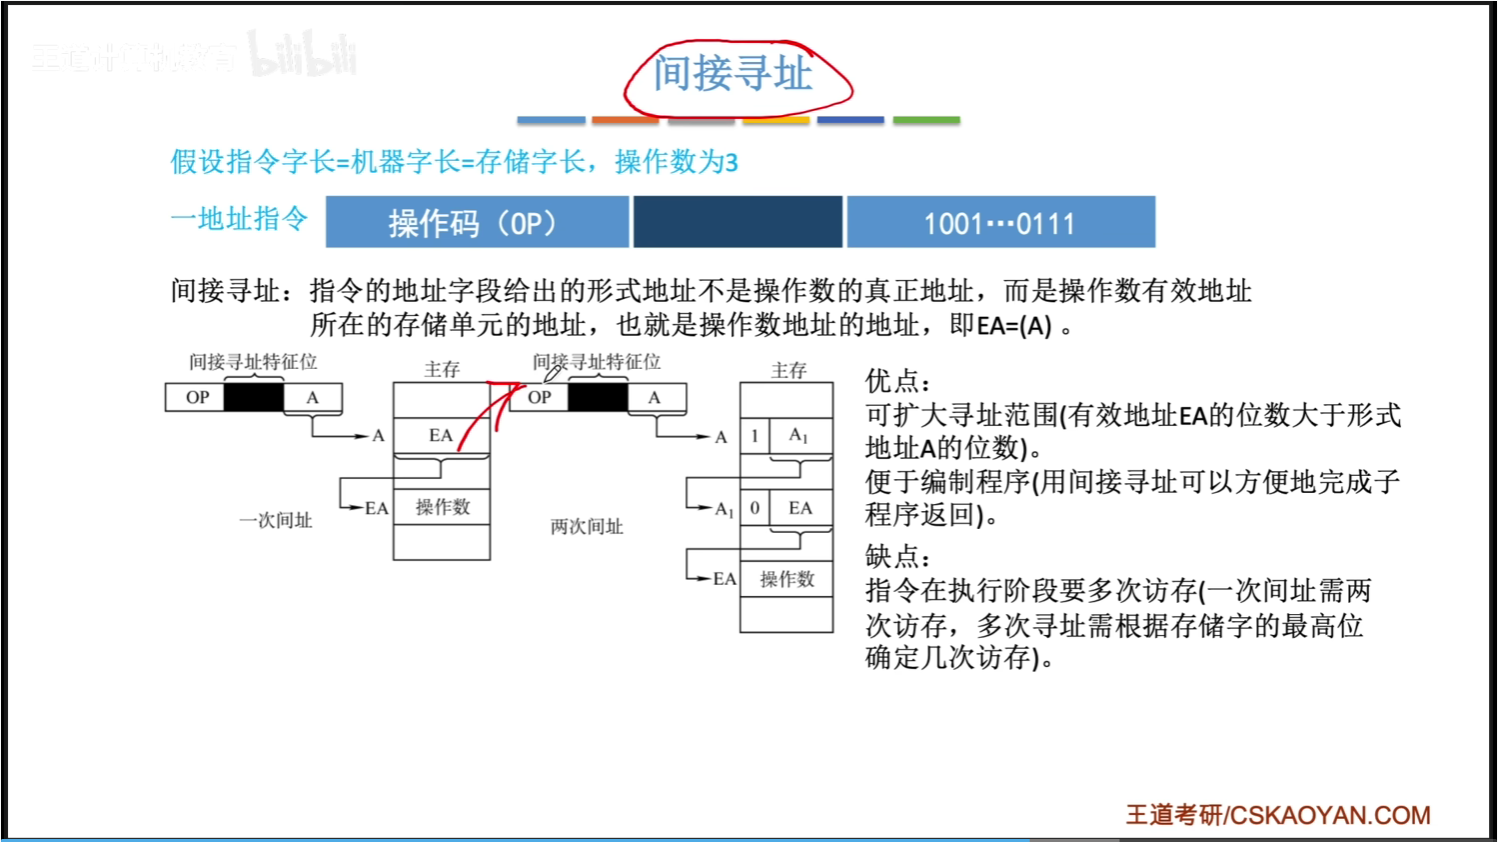 王道计算机教育 bilibili
间接寻址
假设指令字长=机器字长=存储字长，操作数为3
一地址指令 操作码（OP） 1001…0111
间接寻址：指令的地址字段给出的形式地址不是操作数的真正地址，而是操作数有效地址
所在的存储单元的地址，也就是操作数地址的地址，即EA=(A) 。
间接寻址特征位
OP A
主存
A EA
EA 操作数
一次间址
间接寻址特征位
OP A
主存
A 1 A₁
A₁ 0 EA
EA 操作数
两次间址
优点：
可扩大寻址范围(有效地址EA的位数大于形式
地址A的位数)。
便于编制程序(用间接寻址可以方便地完成子
程序返回)。
缺点：
指令在执行阶段要多次访存(一次间址需两
次访存，多次寻址需根据存储字的最高位
确定几次访存)。
王道考研/CSKAOYAN.COM